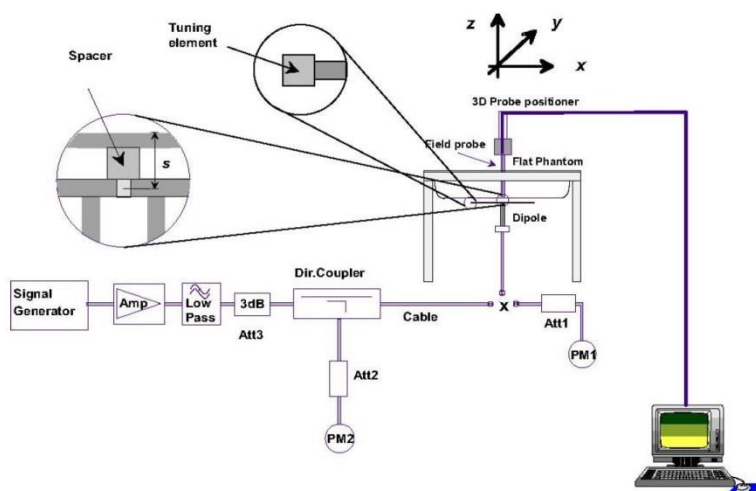 Tuning
element
Spacer
s
z
y
x
3D Probe positioner
Field probe
Flat Phantom
Dipole
Dir.Coupler
Signal
Generator
Amp
Low
Pass
3dB
Att3
Cable
x
Att1
PM1
Att2
PM2